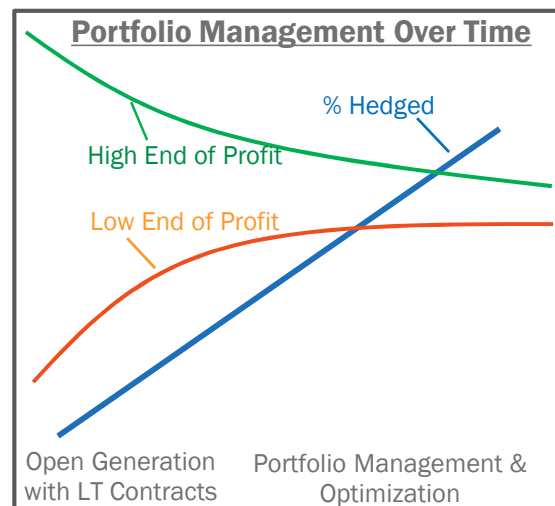 Portfolio Management Over Time
% Hedged
High End of Profit
Low End of Profit
Open Generation
with LT Contracts
Portfolio Management &
Optimization